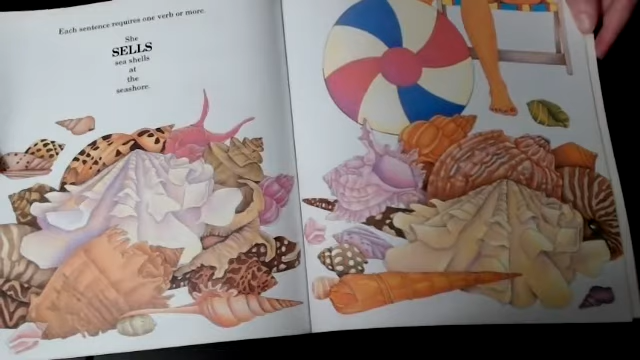 Each sentence requires one verb or more.
She
SELLS
sea shells
at
the
seashore.